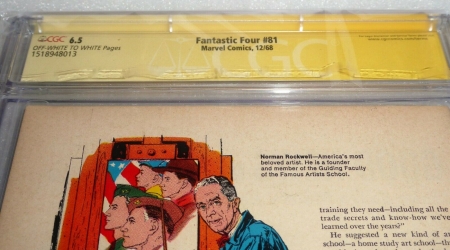 CGC 6.5
Fantastic Four #81
OFF-WHITE TO WHITE Pages
Marvel Comics, 12/68
1518948013
CGC
Norman Rockwell—America's most
beloved artist. He is a founder
and member of the Guiding Faculty
of the Famous Artists School.
training they need—including all the
trade secrets and know-how we've
learned over the years?"
He suggested a new kind of art
school—a home study art school—th